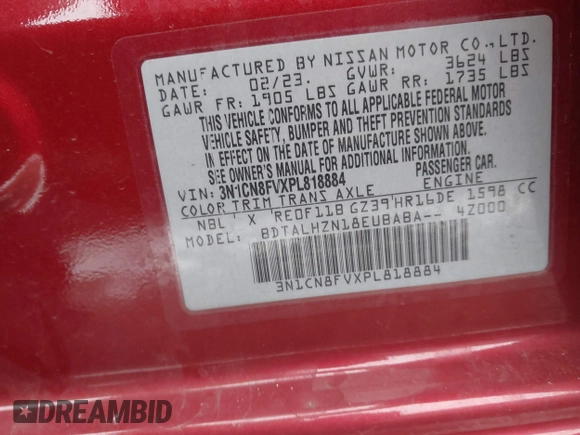 MANUFACTURED BY NISSAN MOTOR CO.,LTD.
DATE: 02/23. GVWR: 3624 LBS
GAWR FR: 1905 LBS GAWR RR: 1735 LBS
THIS VEHICLE CONFORMS TO ALL APPLICABLE FEDERAL MOTOR
VEHICLE SAFETY, BUMPER AND THEFT PREVENTION STANDARDS
IN EFFECT ON THE DATE OF MANUFACTURE SHOWN ABOVE.
SEE OWNER'S MANUAL FOR ADDITIONAL INFORMATION.
VIN: 3N1CN8FVXPL818884 PASSENGER CAR.
COLOR TRIM TRANS AXLE ENGINE
NBL X RE0F11B GZ39 HR16DE 1598 CC
MODEL: BDTALHZN18EUBABA-- 4Z000
3N1CN8FVXPL818884
DREAMBID